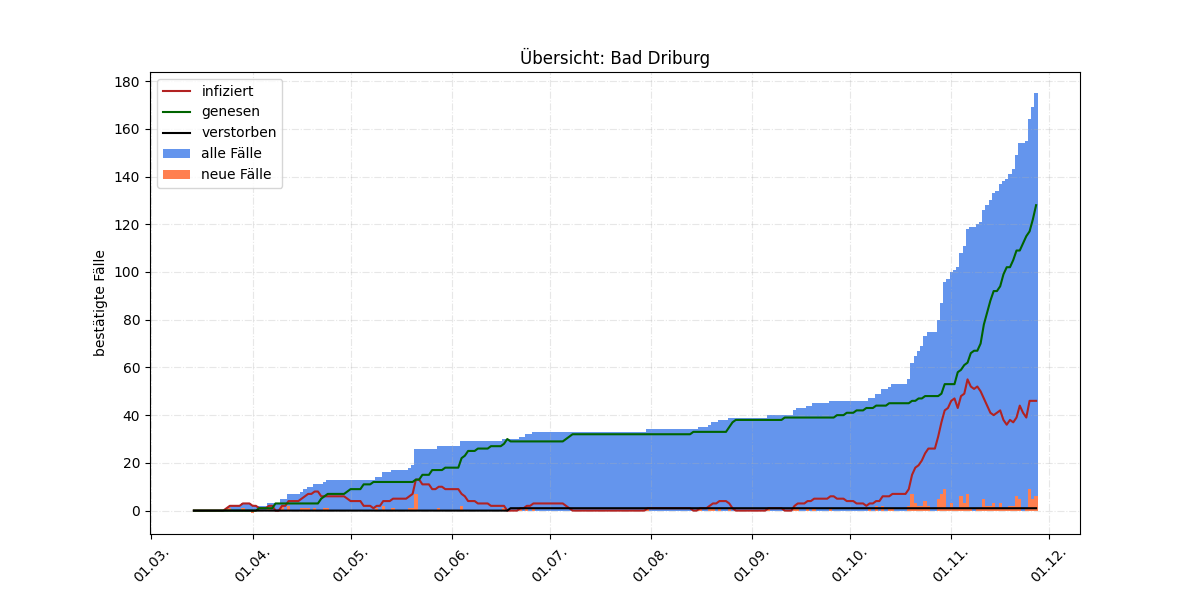 Übersicht: Bad Driburg
infiziert
genesen
verstorben
alle Fälle
neue Fälle
bestätigte Fälle
180
160
140
120
100
80
60
40
20
0
01.03.
01.04.
01.05.
01.06.
01.07.
01.08.
01.09.
01.10.
01.11.
01.12.